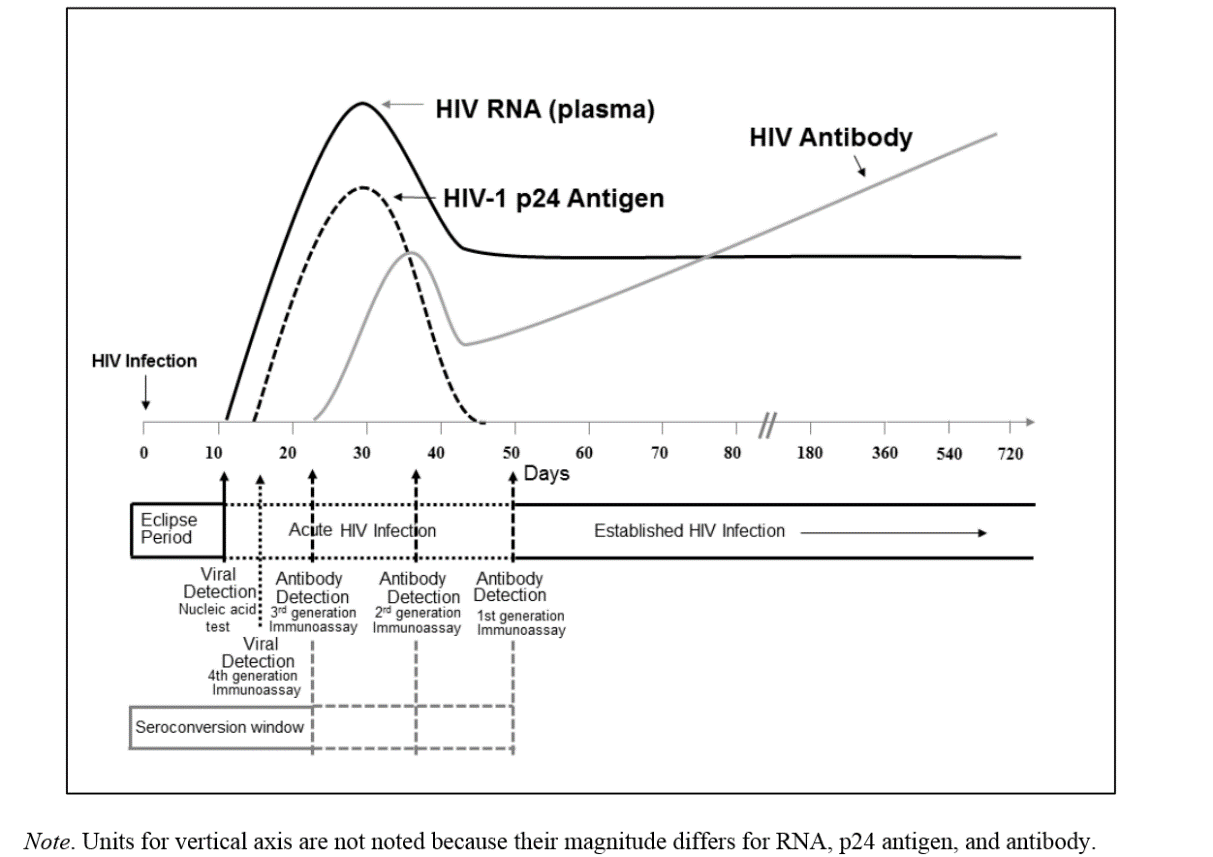 HIV RNA (plasma)
HIV Antibody
HIV-1 p24 Antigen
HIV Infection
0 10 20 30 40 50 60 70 80 180 360 540 720
Days
Eclipse
Period
Acute HIV Infection
Established HIV Infection
Viral
Detection
Nucleic acid
test
Viral
Detection
4th generation
Immunoassay
Antibody
Detection
3rd generation
Immunoassay
Antibody
Detection
2nd generation
Immunoassay
Antibody
Detection
1st generation
Immunoassay
Seroconversion window
Note. Units for vertical axis are not noted because their magnitude differs for RNA, p24 antigen, and antibody.